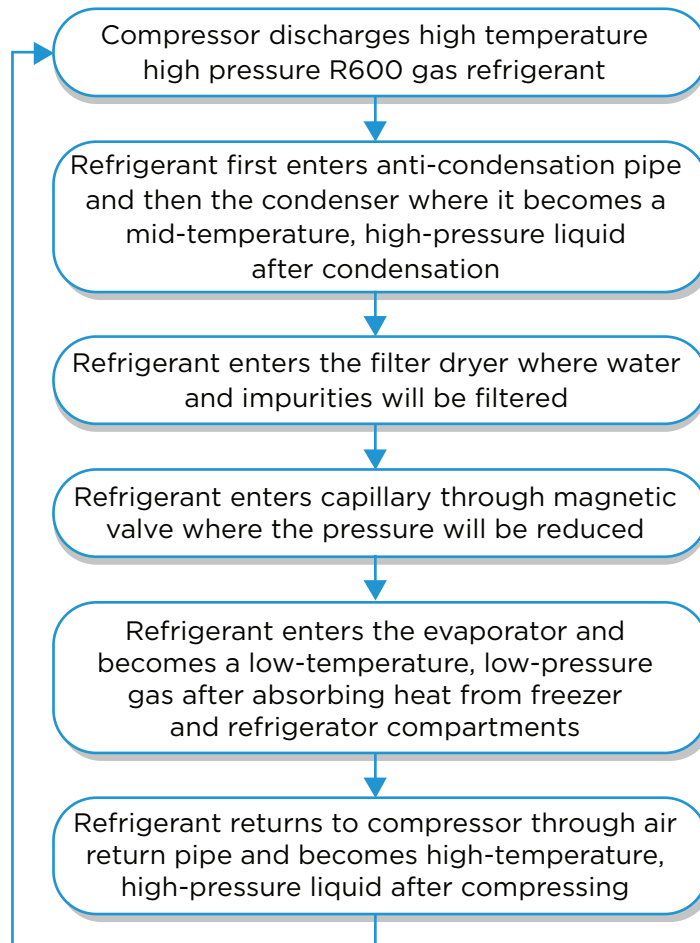 Compressor discharges high temperature
high pressure R600 gas refrigerant
Refrigerant first enters anti-condensation pipe
and then the condenser where it becomes a
mid-temperature, high-pressure liquid
after condensation
Refrigerant enters the filter dryer where water
and impurities will be filtered
Refrigerant enters capillary through magnetic
valve where the pressure will be reduced
Refrigerant enters the evaporator and
becomes a low-temperature, low-pressure
gas after absorbing heat from freezer
and refrigerator compartments
Refrigerant returns to compressor through air
return pipe and becomes high-temperature,
high-pressure liquid after compressing